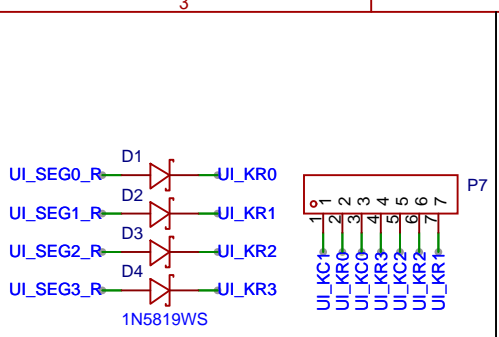 3
D1
UI_SEG0_R UI_KR0
D2
UI_SEG1_R UI_KR1
D3
UI_SEG2_R UI_KR2
D4
UI_SEG3_R UI_KR3
1N5819WS
P7
1 2 3 4 5 6 7
1 2 3 4 5 6 7
UI_KC1
UI_KR0
UI_KC0
UI_KR3
UI_KC2
UI_KR2
UI_KR1